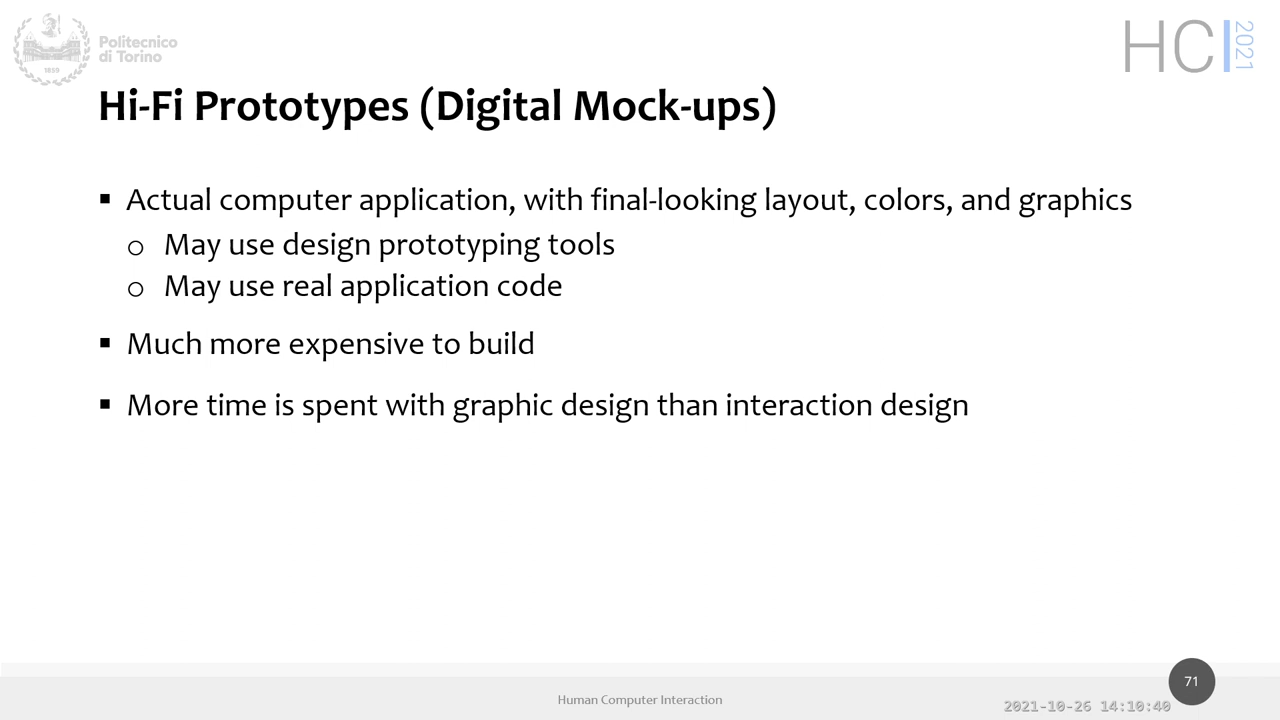 Politecnico
di Torino
1859
HCI
2021
Hi-Fi Prototypes (Digital Mock-ups)
▪ Actual computer application, with final-looking layout, colors, and graphics
o May use design prototyping tools
o May use real application code
▪ Much more expensive to build
▪ More time is spent with graphic design than interaction design
71
Human Computer Interaction
2021-10-26 14:10:40